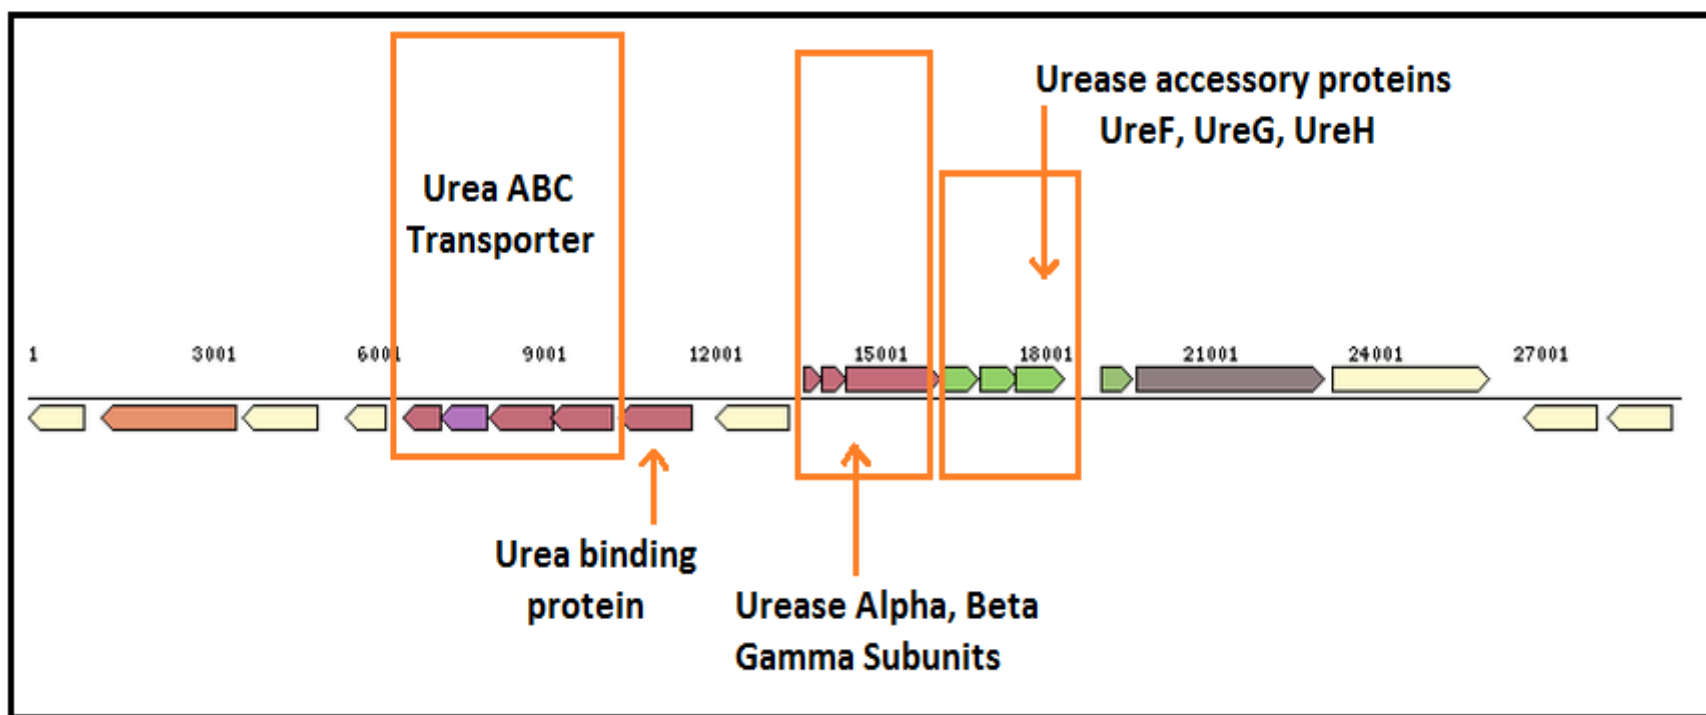 Urease accessory proteins
UreF, UreG, UreH
Urea ABC
Transporter
1 3001 6001 9001 12001 15001 18001 21001 24001 27001
Urea binding
protein
Urease Alpha, Beta
Gamma Subunits